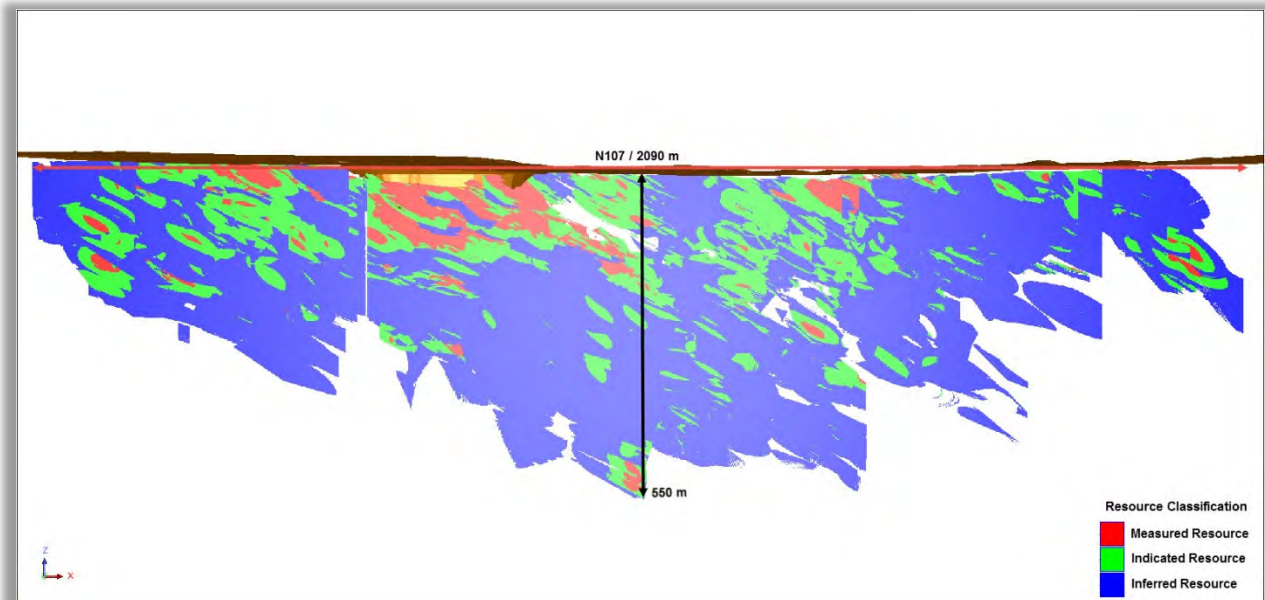 N107 / 2090 m
550 m
Resource Classification
Measured Resource
Indicated Resource
Inferred Resource
Z
X